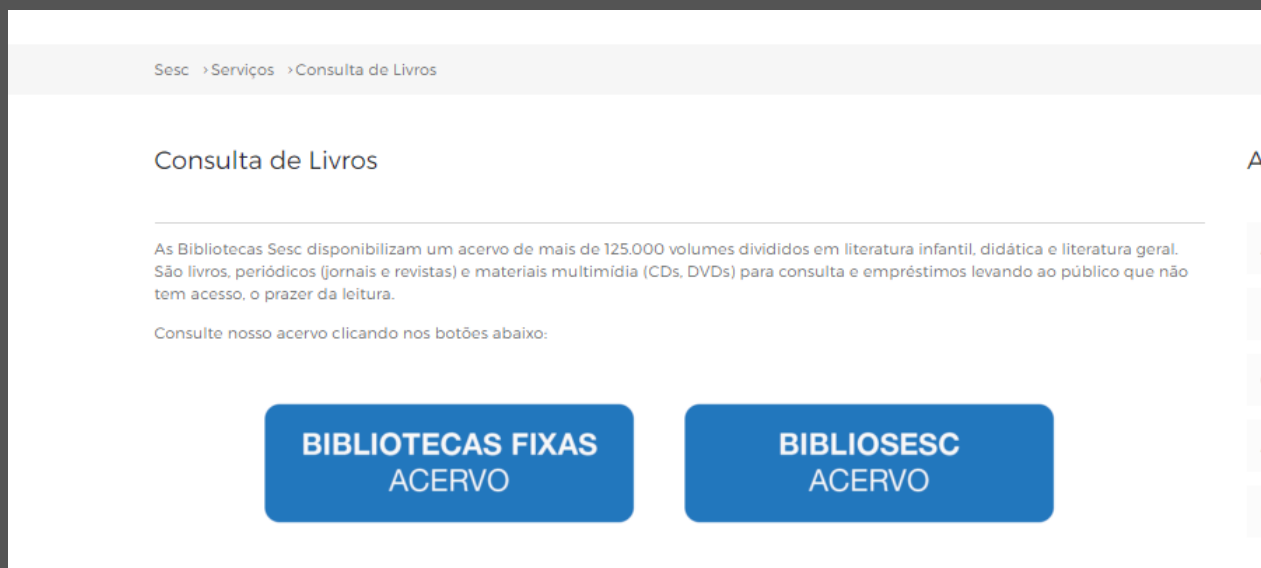 Sesc › Serviços › Consulta de Livros
Consulta de Livros
A
As Bibliotecas Sesc disponibilizam um acervo de mais de 125.000 volumes divididos em literatura infantil, didática e literatura geral.
São livros, periódicos (jornais e revistas) e materiais multimídia (CDs, DVDs) para consulta e empréstimos levando ao público que não
tem acesso, o prazer da leitura.
Consulte nosso acervo clicando nos botões abaixo:
BIBLIOTECAS FIXAS
ACERVO
BIBLIOSESC
ACERVO